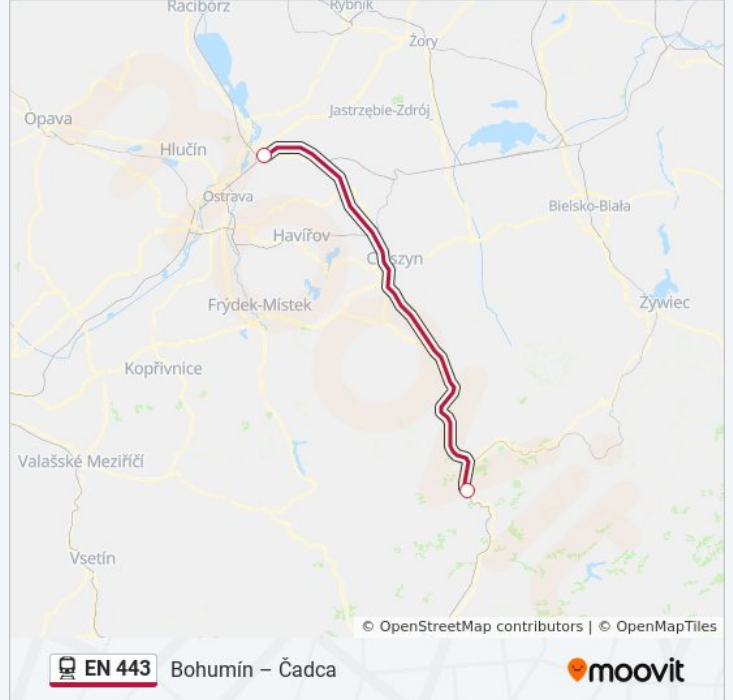 Racibórz
Rybnik
Żory
Jastrzębie-Zdrój
Opava
Hlučín
Ostrava
Bielsko-Biała
Havířov
Cieszyn
Frýdek-Místek
Żywiec
Kopřivnice
Valašské Meziříčí
Vsetín
© OpenStreetMap contributors | © OpenMapTiles
EN 443 Bohumín – Čadca
moovit